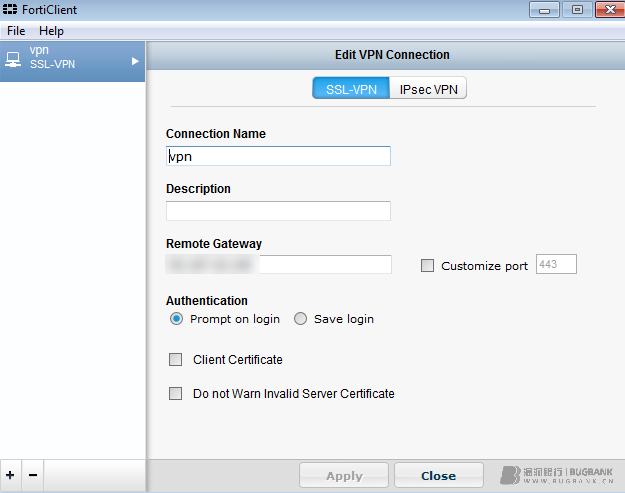 FortiClient
File Help
vpn
SSL-VPN
Edit VPN Connection
SSL-VPN IPsec VPN
Connection Name
vpn
Description
Remote Gateway
Customize port 443
Authentication
Prompt on login Save login
Client Certificate
Do not Warn Invalid Server Certificate
+ −
Apply Close
漏洞银行 | BUGBANK
WWW.BUGBANK.CN